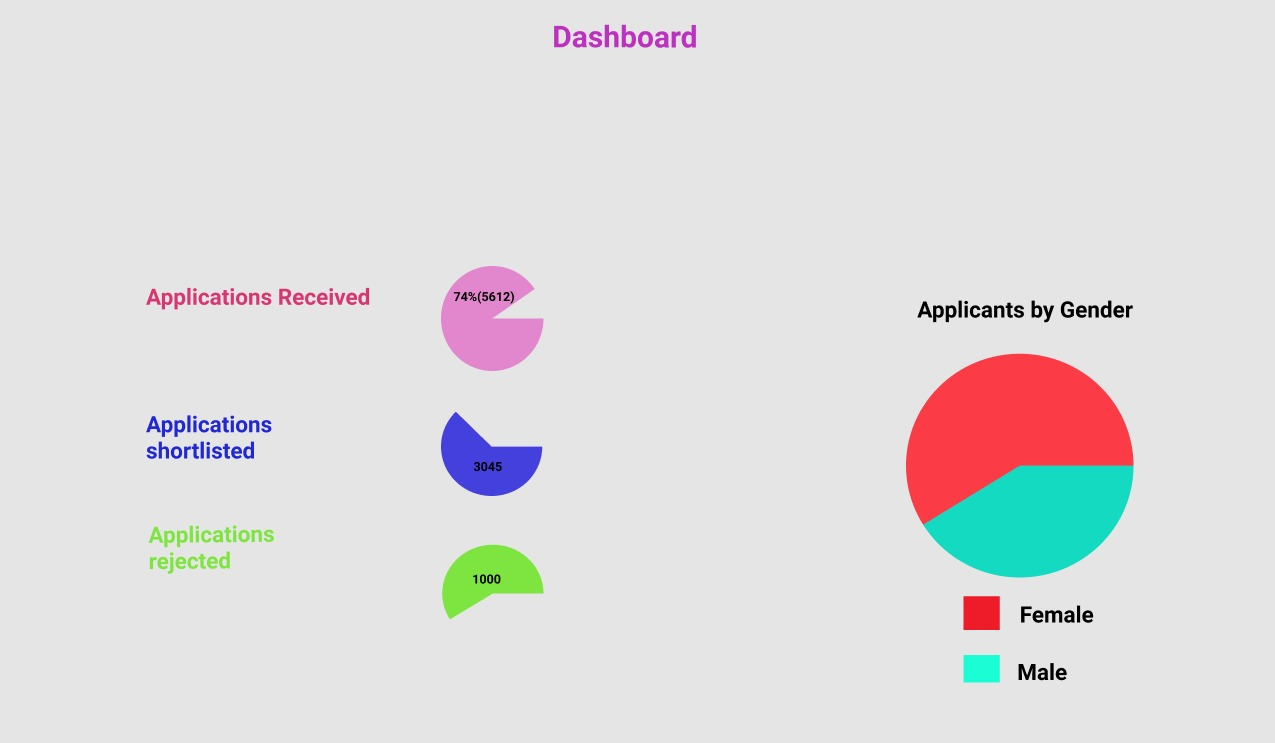 Dashboard
Applications Received
74%(5612)
Applications
shortlisted
3045
Applications
rejected
1000
Applicants by Gender
Female
Male